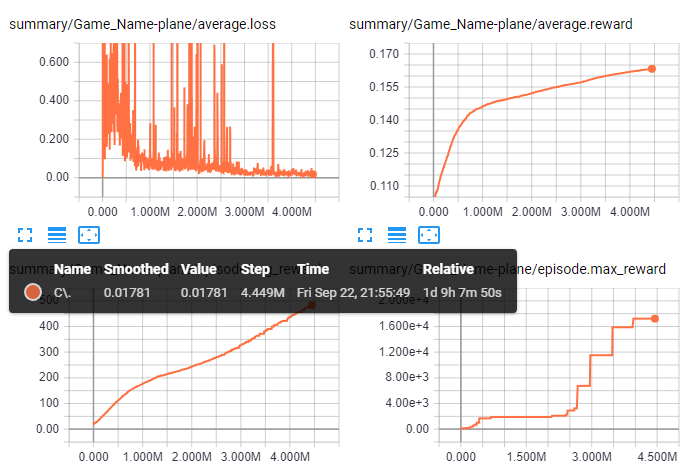 summary/Game_Name-plane/average.loss
summary/Game_Name-plane/average.reward
0.600
0.400
0.200
0.00
0.000 1.000M 2.000M 3.000M 4.000M
0.170
0.155
0.140
0.125
0.110
0.000 1.000M 2.000M 3.000M 4.000M
summary/Game_Name-plane/episode.max_reward
Name Smoothed Value Step Time Relative
C\. 0.01781 0.01781 4.449M Fri Sep 22, 21:55:49 1d 9h 7m 50s
500
400
300
200
100
0.00
0.000 1.000M 2.000M 3.000M 4.000M
2.000e+4
1.600e+4
1.200e+4
8.00e+3
4.00e+3
0.00
0.000 1.500M 3.000M 4.500M